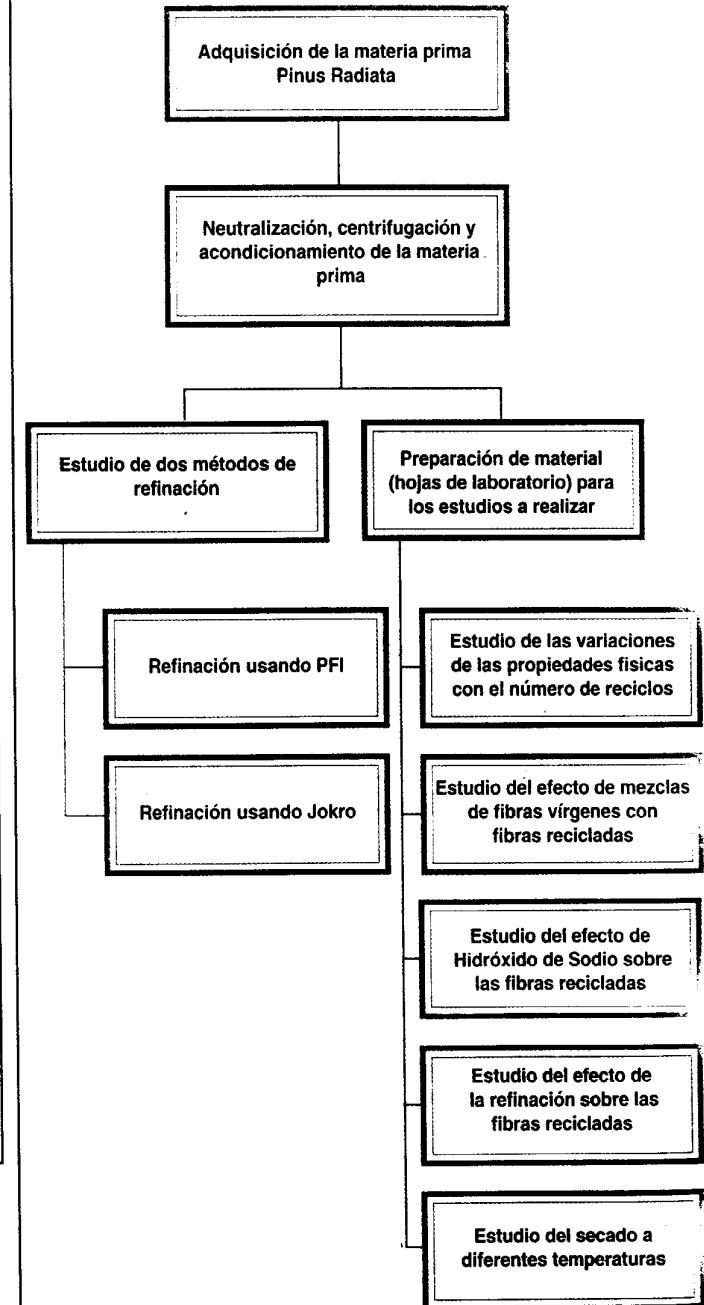 Adquisición de la materia prima
Pinus Radiata
Neutralización, centrifugación y
acondicionamiento de la materia
prima
Estudio de dos métodos de
refinación
Preparación de material
(hojas de laboratorio) para
los estudios a realizar
Refinación usando PFI
Refinación usando Jokro
Estudio de las variaciones
de las propiedades fisicas
con el número de reciclos
Estudio del efecto de mezclas
de fibras vírgenes con
fibras recicladas
Estudio del efecto de
Hidróxido de Sodio sobre
las fibras recicladas
Estudio del efecto de
la refinación sobre las
fibras recicladas
Estudio del secado a
diferentes temperaturas